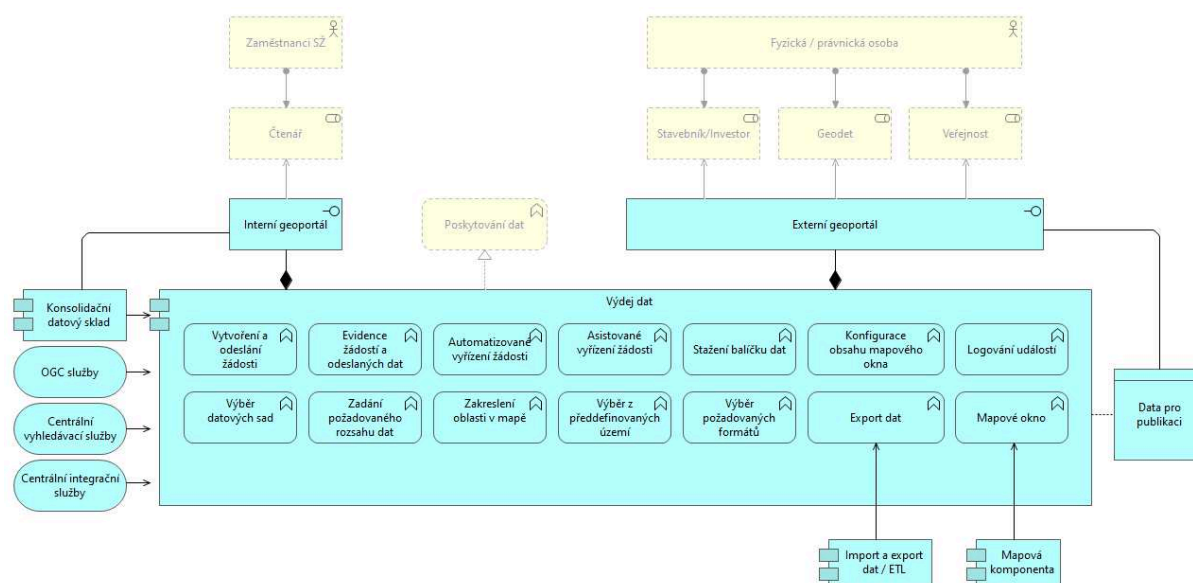 Zaměstnanci SŽ
Fyzická / právnická osoba
Čtenář
Stavebník/Investor
Geodet
Veřejnost
Interní geoportál
Poskytování dat
Externí geoportál
Konsolidační
datový sklad
OGC služby
Centrální
vyhledávací služby
Centrální integrační
služby
Výdej dat
Vytvoření a
odeslání
žádosti
Evidence
žádostí a
odeslaných dat
Automatizované
vyřízení žádosti
Asistované
vyřízení žádosti
Stažení balíčku dat
Konfigurace
obsahu mapového
okna
Logování událostí
Výběr
datových sad
Zadání
požadovaného
rozsahu dat
Zakreslení
oblasti v mapě
Výběr z
předdefinovaných
území
Výběr
požadovaných
formátů
Export dat
Mapové okno
Data pro
publikaci
Import a export
dat / ETL
Mapová
komponenta